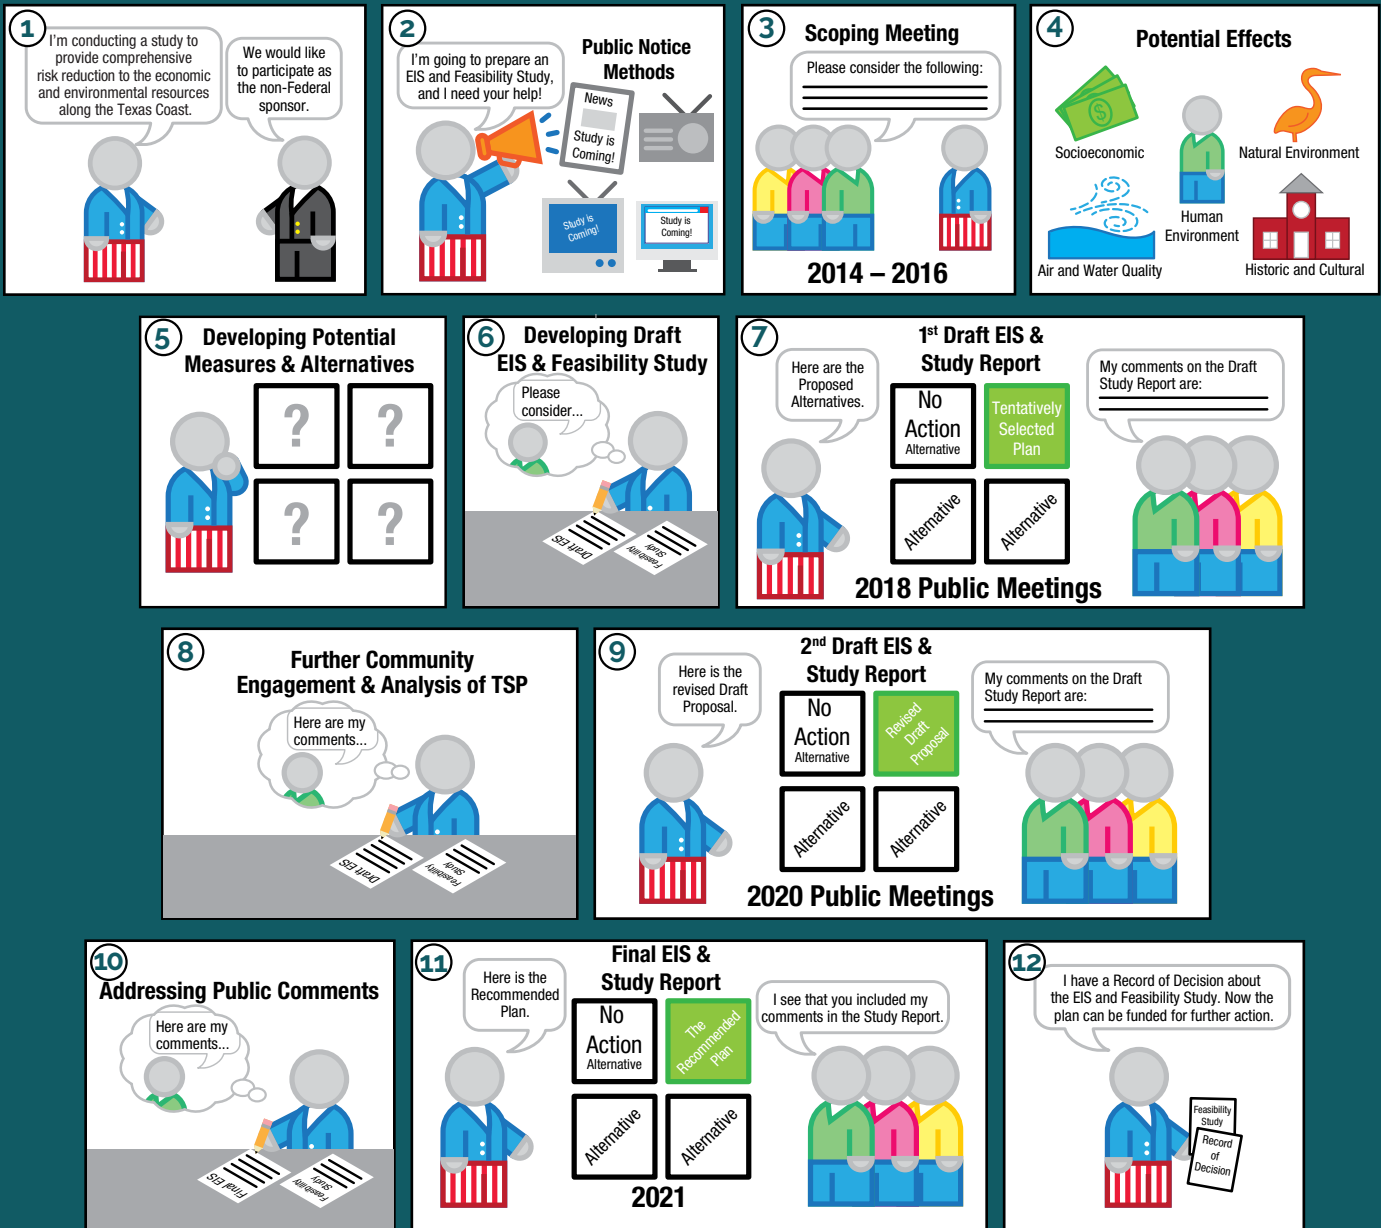 1
I'm conducting a study to
provide comprehensive
risk reduction to the economic
and environmental resources
along the Texas Coast.
We would like
to participate as
the non-Federal
sponsor.
2
I'm going to prepare an
EIS and Feasibility Study,
and I need your help!
Public Notice
Methods
News
Study is
Coming!
Study is
Coming!
Study is
Coming!
3
Scoping Meeting
Please consider the following:
2014 – 2016
4
Potential Effects
$
Socioeconomic
Natural Environment
Human
Environment
Air and Water Quality
Historic and Cultural
5
Developing Potential
Measures & Alternatives
?
?
?
?
6
Developing Draft
EIS & Feasibility Study
Please
consider...
Draft EIS
Feasibility
Study
7
1st Draft EIS &
Study Report
Here are the
Proposed
Alternatives.
No
Action
Alternative
Tentatively
Selected
Plan
Alternative
Alternative
My comments on the Draft
Study Report are:
2018 Public Meetings
8
Further Community
Engagement & Analysis of TSP
Here are my
comments...
Draft EIS
Feasibility
Study
9
2nd Draft EIS &
Study Report
Here is the
revised Draft
Proposal.
No
Action
Alternative
Revised
Draft
Proposal
Alternative
Alternative
My comments on the Draft
Study Report are:
2020 Public Meetings
10
Addressing Public Comments
Here are my
comments...
Final EIS
Feasibility
Study
11
Final EIS &
Study Report
Here is the
Recommended
Plan.
No
Action
Alternative
The
Recommended
Plan
Alternative
Alternative
I see that you included my
comments in the Study Report.
2021
12
I have a Record of Decision about
the EIS and Feasibility Study. Now the
plan can be funded for further action.
Feasibility
Study
Record
of
Decision